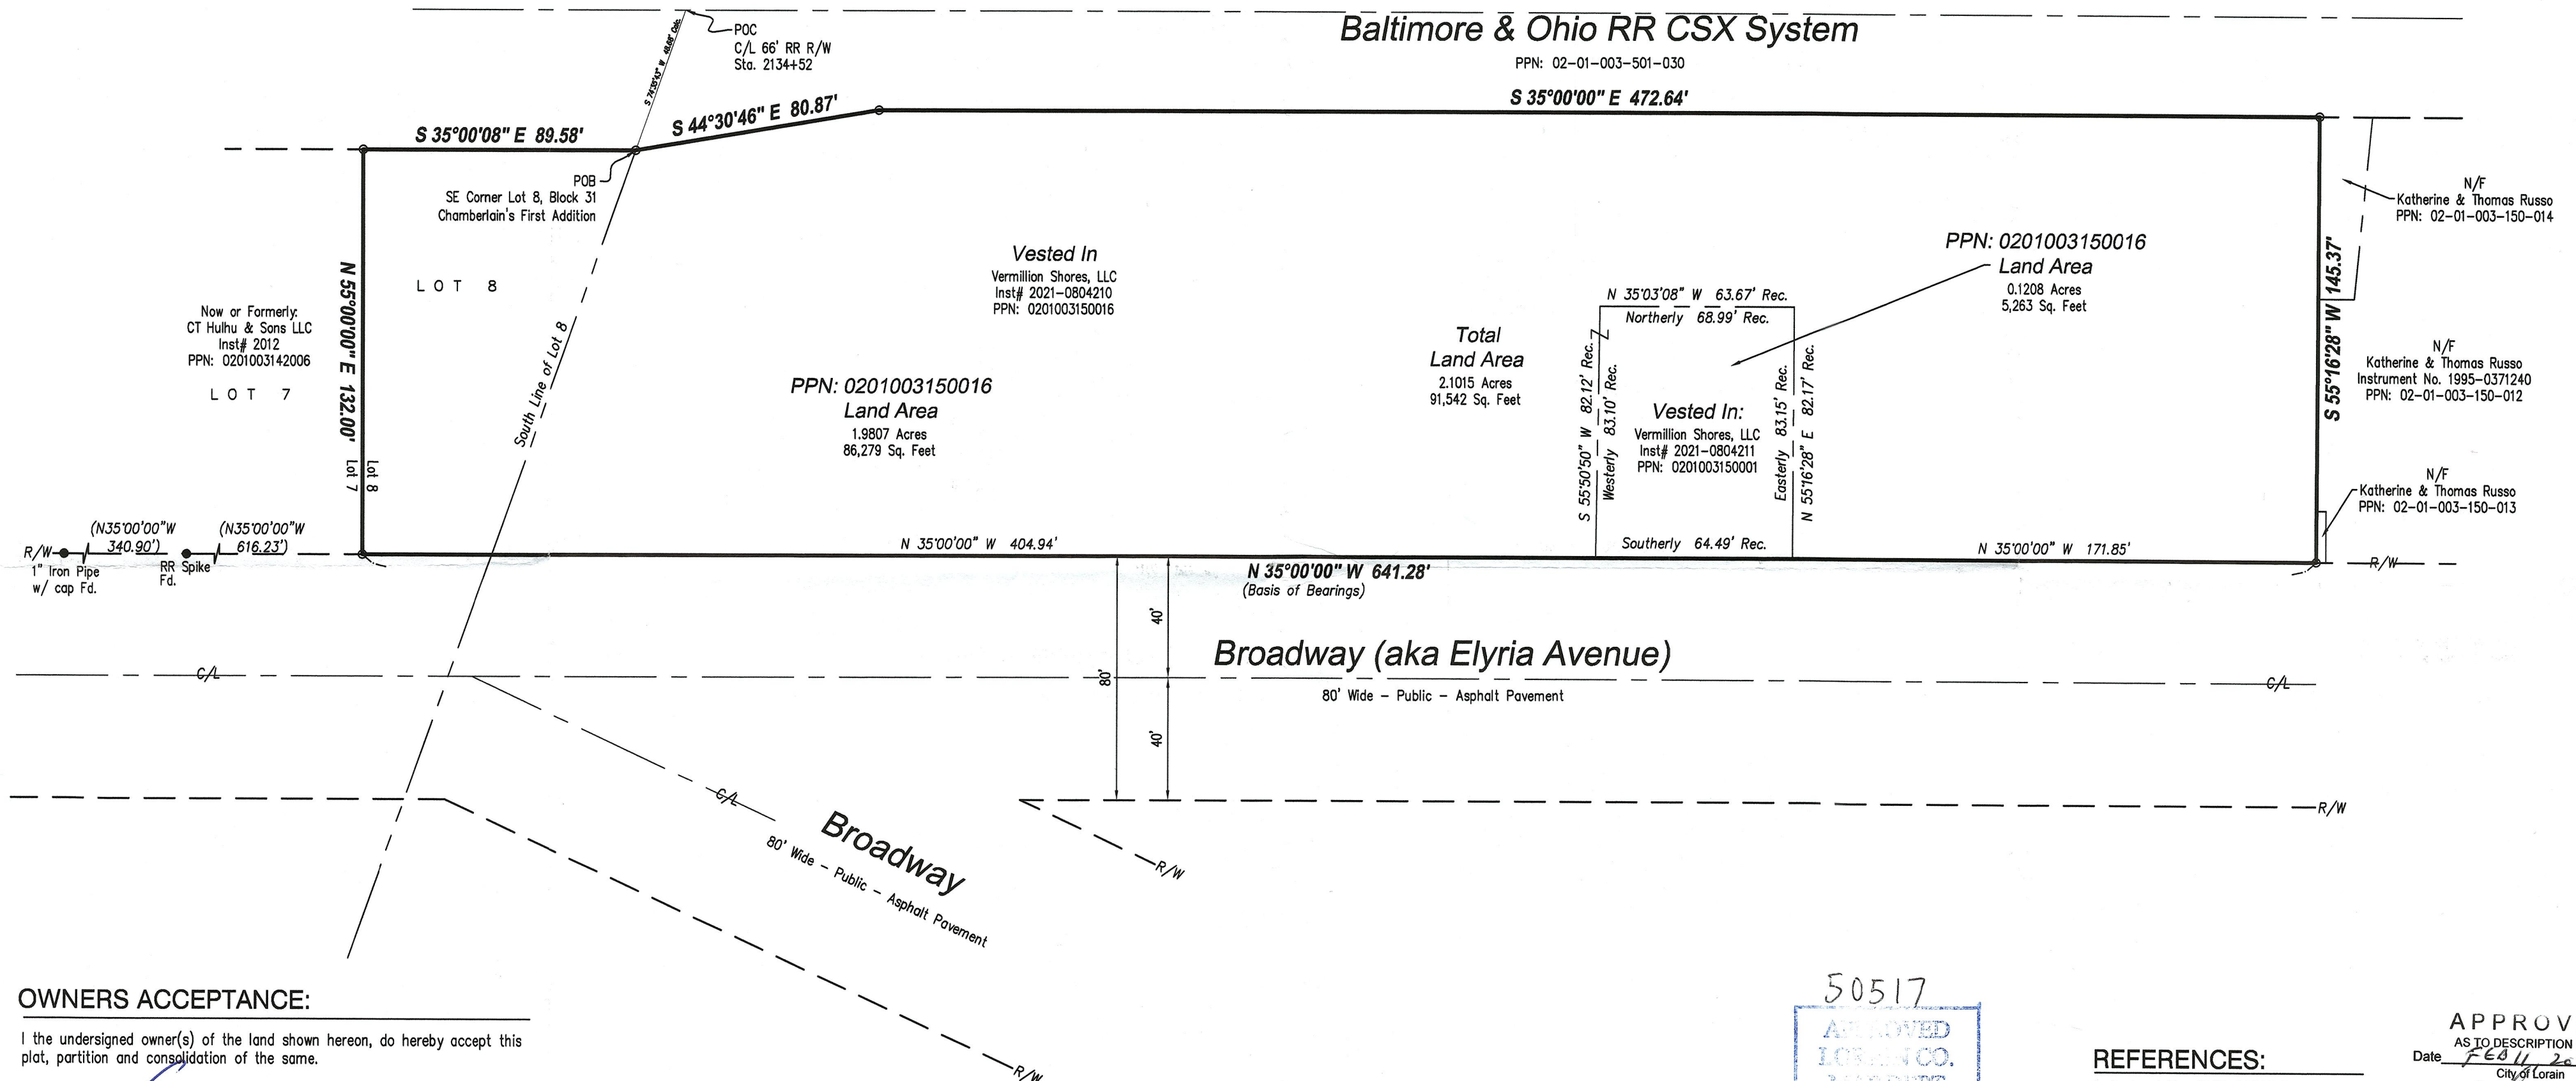 Baltimore & Ohio RR CSX System
PPN: 02-01-003-501-030
POC
C/L 66' RR R/W
Sta. 2134+52
S 74°35'43" W 48.66' Calc.
S 35°00'08" E 89.58'
S 44°30'46" E 80.87'
S 35°00'00" E 472.64'
POB
SE Corner Lot 8, Block 31
Chamberlain's First Addition
LOT 8
South Line of Lot 8
N 55°00'00" E 132.00'
Lot 7
Lot 8
Now or Formerly:
CT Hulhu & Sons LLC
Inst# 2012
PPN: 0201003142006
LOT 7
Vested In
Vermillion Shores, LLC
Inst# 2021-0804210
PPN: 0201003150016
PPN: 0201003150016
Land Area
1.9807 Acres
86,279 Sq. Feet
Total
Land Area
2.1015 Acres
91,542 Sq. Feet
N 35°03'08" W 63.67' Rec.
Northerly 68.99' Rec.
S 55°50'50" W 82.12' Rec.
Westerly 83.10' Rec.
Vested In:
Vermillion Shores, LLC
Inst# 2021-0804211
PPN: 0201003150001
Easterly 83.15' Rec.
N 55°16'28" E 82.17' Rec.
Southerly 64.49' Rec.
PPN: 0201003150016
Land Area
0.1208 Acres
5,263 Sq. Feet
S 55°16'28" W 145.37'
N/F
Katherine & Thomas Russo
PPN: 02-01-003-150-014
N/F
Katherine & Thomas Russo
Instrument No. 1995-0371240
PPN: 02-01-003-150-012
N/F
Katherine & Thomas Russo
PPN: 02-01-003-150-013
(N35°00'00"W
340.90')
(N35°00'00"W
616.23')
R/W
1" Iron Pipe
w/ cap Fd.
RR Spike
Fd.
N 35°00'00" W 404.94'
N 35°00'00" W 171.85'
R/W
N 35°00'00" W 641.28'
(Basis of Bearings)
40'
80'
40'
Broadway (aka Elyria Avenue)
80' Wide - Public - Asphalt Pavement
C/L
C/L
C/L
Broadway
80' Wide - Public - Asphalt Pavement
R/W
R/W
R/W
OWNERS ACCEPTANCE:
I the undersigned owner(s) of the land shown hereon, do hereby accept this
plat, partition and consolidation of the same.
50517
APPROVED
LORAIN CO.
REFERENCES:
APPROV
AS TO DESCRIPTION
Date FEB 11, 20
City of Lorain